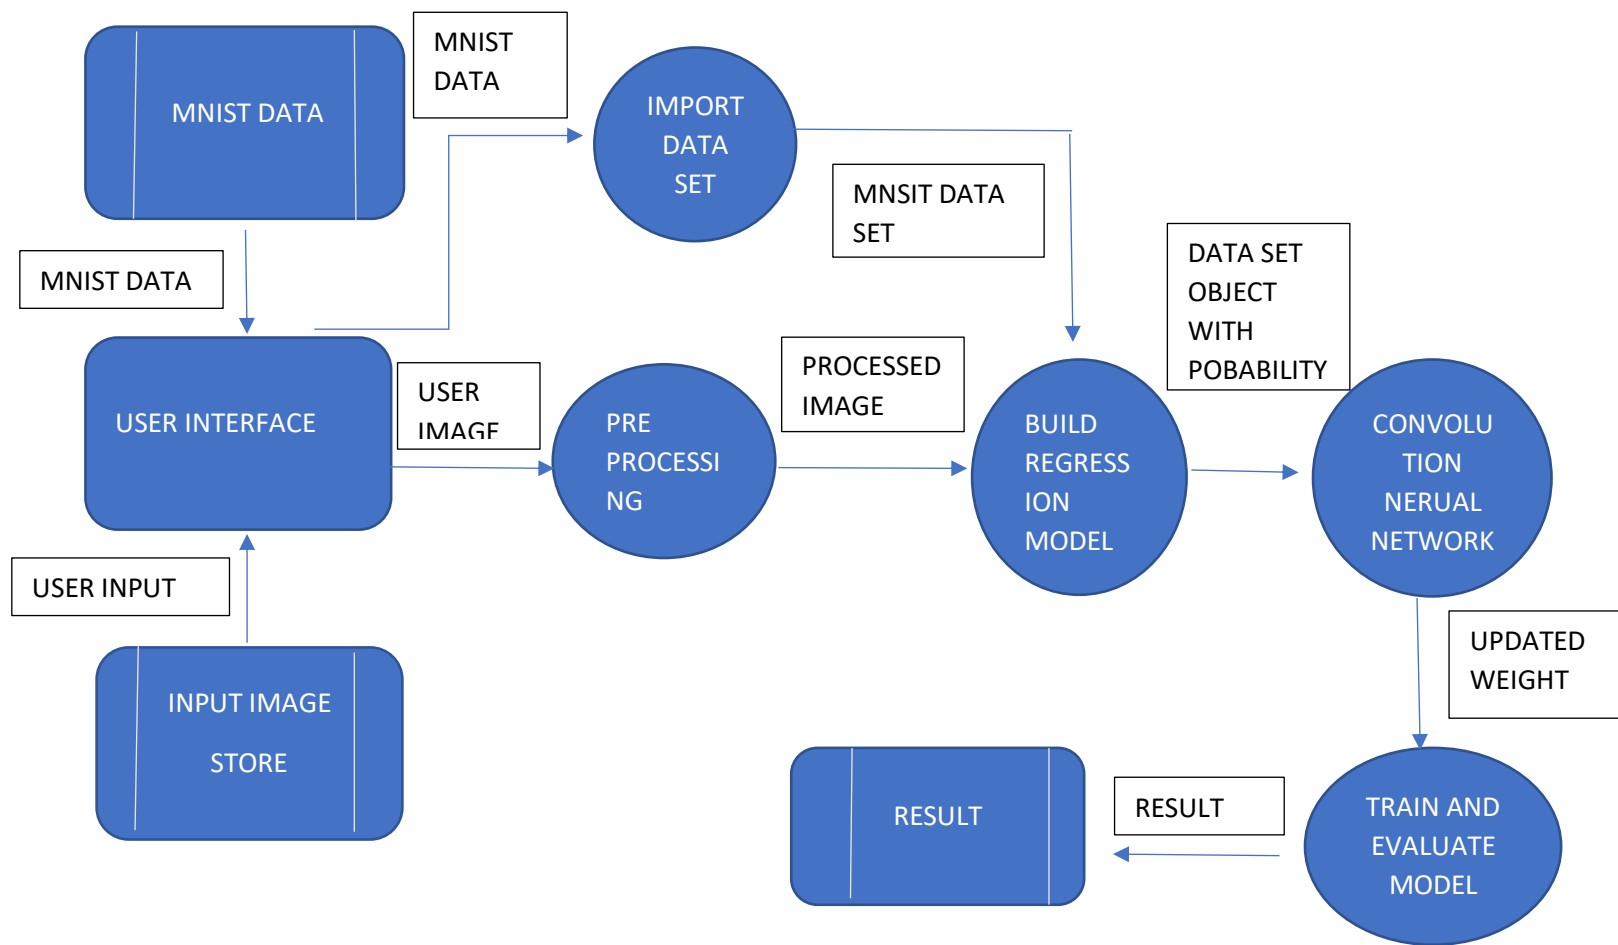 MNIST DATA
MNIST
DATA
IMPORT
DATA
SET
MNSIT DATA
SET
MNIST DATA
DATA SET
OBJECT
WITH
POBABILITY
USER INTERFACE
USER
IMAGE
PRE
PROCESSI
NG
PROCESSED
IMAGE
BUILD
REGRESS
ION
MODEL
CONVOLU
TION
NERUAL
NETWORK
USER INPUT
UPDATED
WEIGHT
INPUT IMAGE
STORE
RESULT
RESULT
TRAIN AND
EVALUATE
MODEL